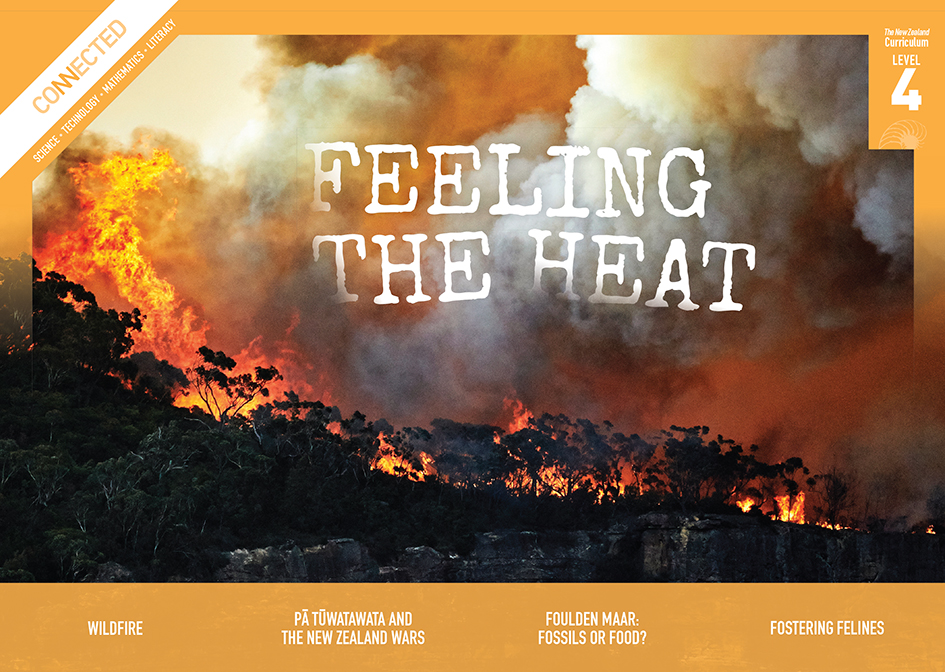 CONNECTED
SCIENCE + TECHNOLOGY + MATHEMATICS + LITERACY
The New Zealand
Curriculum
LEVEL
4
FEELING
THE HEAT
WILDFIRE
PĀ TŪWATAWATA AND
THE NEW ZEALAND WARS
FOULDEN MAAR:
FOSSILS OR FOOD?
FOSTERING FELINES